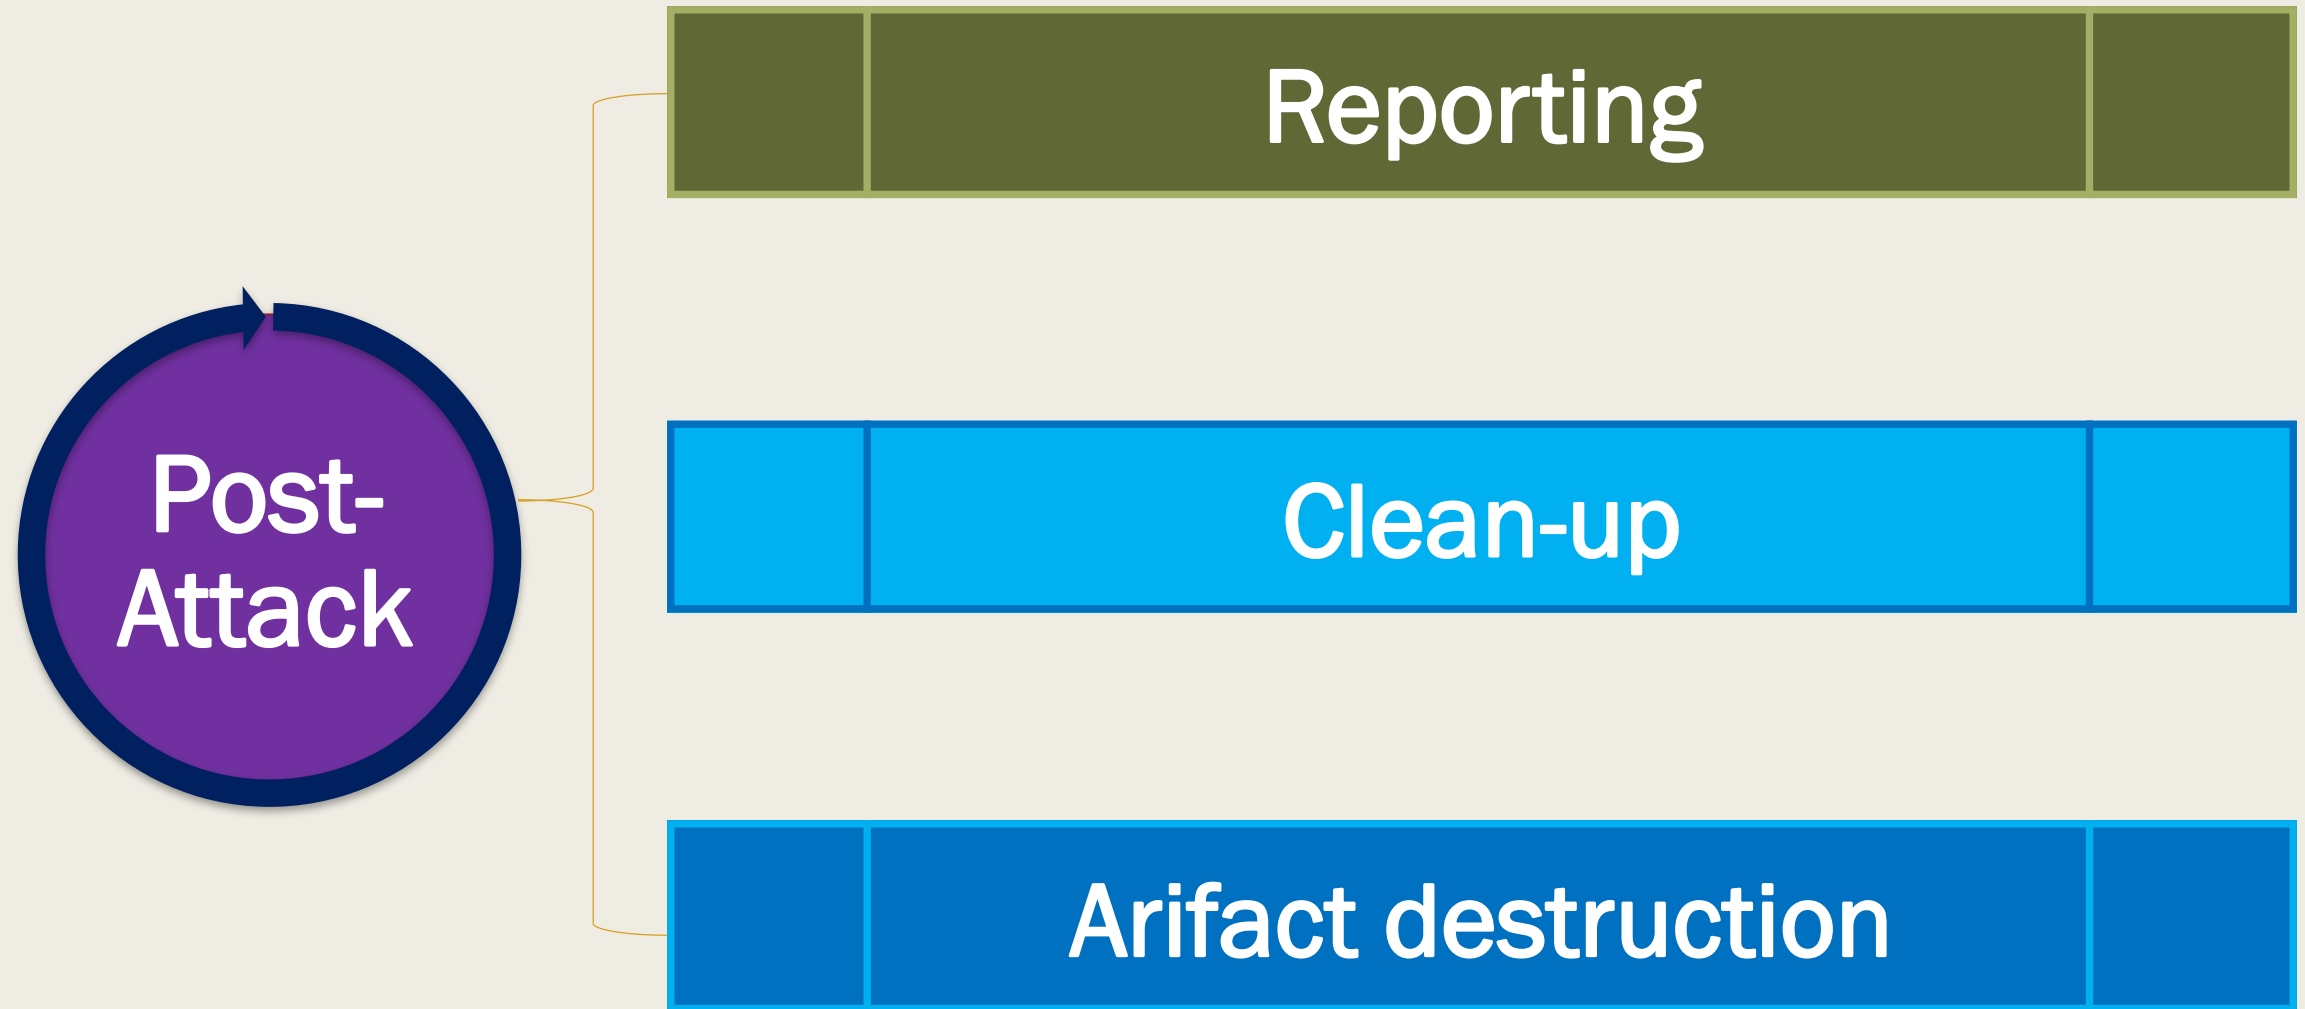 Reporting
Post-
Attack
Clean-up
Arifact destruction